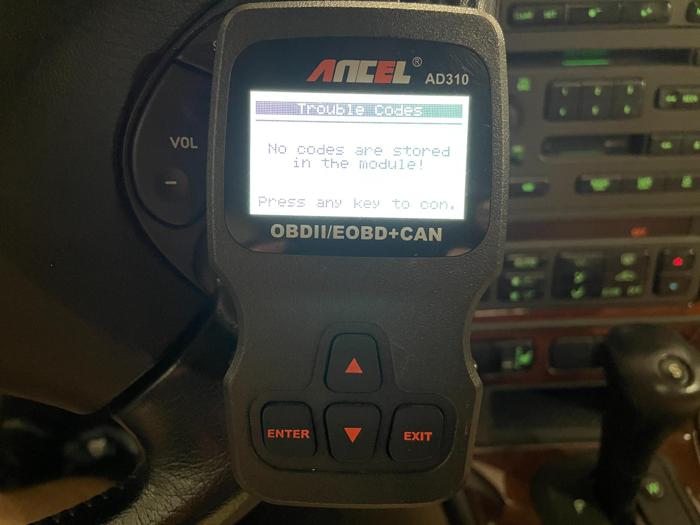 ANCEL®
AD310
Trouble Codes
No codes are stored
in the module!
Press any key to con.
OBDII/EOBD+CAN
VOL
-
ENTER
EXIT